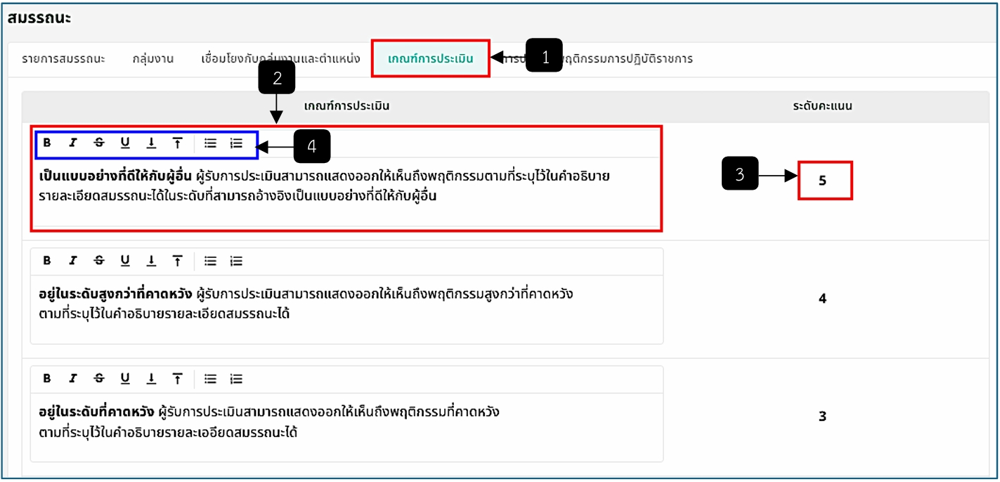 สมรรถนะ
รายการสมรรถนะ กลุ่มงาน เชื่อมโยงกับกลุ่มงานและตำแหน่ง เกณฑ์การประเมิน 1 พฤติกรรมการปฏิบัติราชการ
2
เกณฑ์การประเมิน ระดับคะแนน
B I S U 4
เป็นแบบอย่างที่ดีให้กับผู้อื่น ผู้รับการประเมินสามารถแสดงออกให้เห็นถึงพฤติกรรมตามที่ระบุไว้ในคำอธิบาย
รายละเอียดสมรรถนะได้ในระดับที่สามารถอ้างอิงเป็นแบบอย่างที่ดีให้กับผู้อื่น
3 5
B I S U
อยู่ในระดับสูงกว่าที่คาดหวัง ผู้รับการประเมินสามารถแสดงออกให้เห็นถึงพฤติกรรมสูงกว่าที่คาดหวัง
ตามที่ระบุไว้ในคำอธิบายรายละเอียดสมรรถนะได้
4
B I S U
อยู่ในระดับที่คาดหวัง ผู้รับการประเมินสามารถแสดงออกให้เห็นถึงพฤติกรรมที่คาดหวัง
ตามที่ระบุไว้ในคำอธิบายรายละเออียดสมรรถนะได้
3